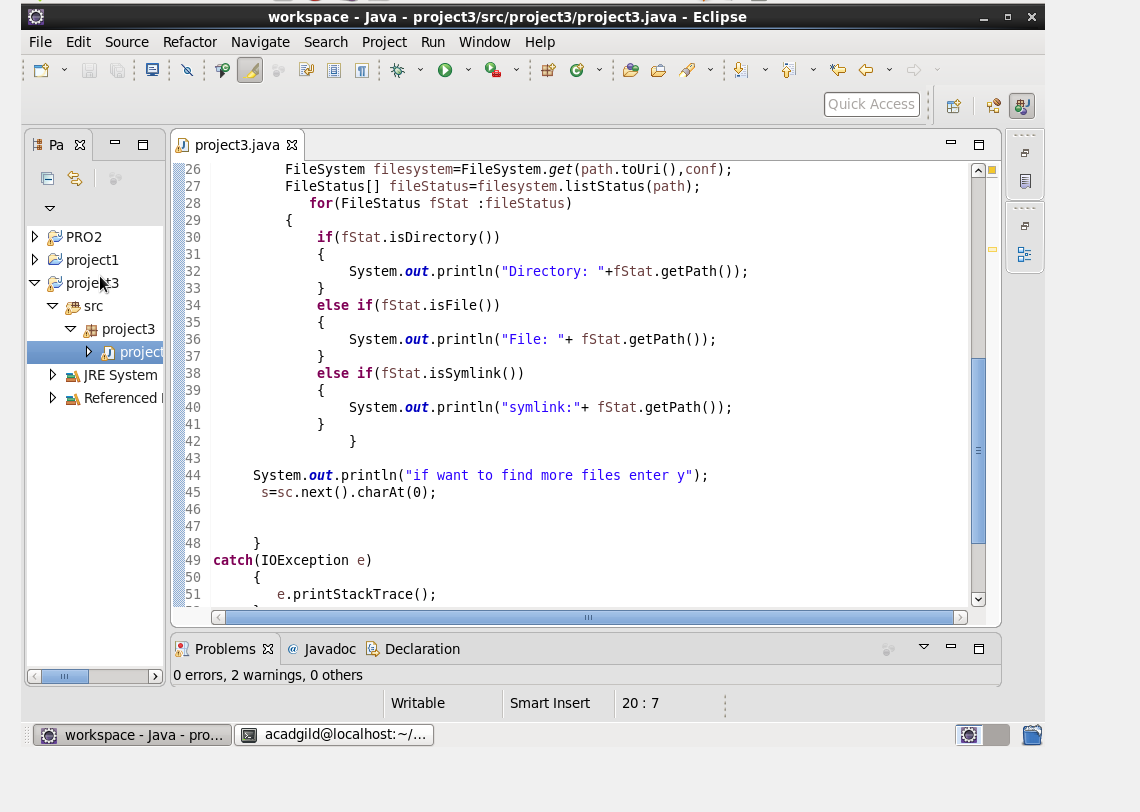 workspace - Java - project3/src/project3/project3.java - Eclipse
File Edit Source Refactor Navigate Search Project Run Window Help
Quick Access
Pa
project3.java
PRO2
project1
project3
src
project3
project
JRE System
Referenced
26 FileSystem filesystem=FileSystem.get(path.toUri(),conf);
27 FileStatus[] fileStatus=filesystem.listStatus(path);
28 for(FileStatus fStat :fileStatus)
29 {
30 if(fStat.isDirectory())
31 {
32 System.out.println("Directory: "+fStat.getPath());
33 }
34 else if(fStat.isFile())
35 {
36 System.out.println("File: "+ fStat.getPath());
37 }
38 else if(fStat.isSymlink())
39 {
40 System.out.println("symlink:"+ fStat.getPath());
41 }
42 }
43
44 System.out.println("if want to find more files enter y");
45 s=sc.next().charAt(0);
46
47
48 }
49 catch(IOException e)
50 {
51 e.printStackTrace();
Problems @ Javadoc Declaration
0 errors, 2 warnings, 0 others
Writable Smart Insert 20 : 7
workspace - Java - pro... acadgild@localhost:~/...